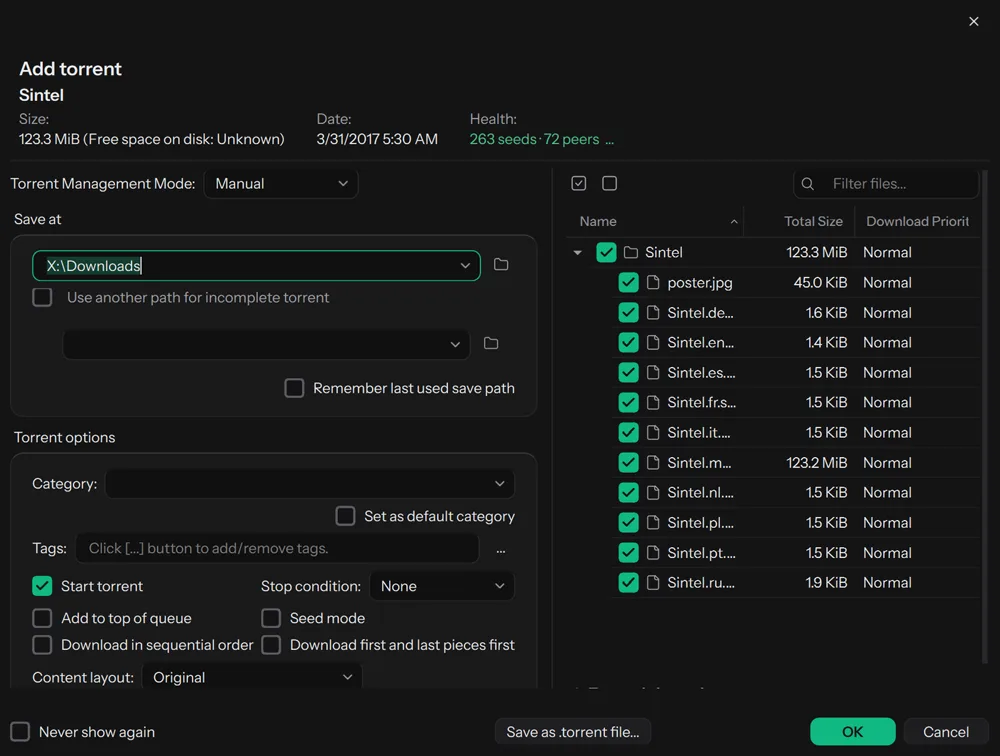 Add torrent
Sintel
Size:
123.3 MiB (Free space on disk: Unknown)
Date:
3/31/2017 5:30 AM
Health:
263 seeds · 72 peers ...
Torrent Management Mode:
Manual
Save at
X:\Downloads
Use another path for incomplete torrent
Remember last used save path
Torrent options
Category:
Set as default category
Tags:
Click [...] button to add/remove tags.
...
Start torrent
Stop condition:
None
Add to top of queue
Seed mode
Download in sequential order
Download first and last pieces first
Content layout:
Original
Filter files...
Name Total Size Download Priorit
Sintel 123.3 MiB Normal
poster.jpg 45.0 KiB Normal
Sintel.de... 1.6 KiB Normal
Sintel.en... 1.4 KiB Normal
Sintel.es.... 1.5 KiB Normal
Sintel.fr.s... 1.5 KiB Normal
Sintel.it.... 1.5 KiB Normal
Sintel.m... 123.2 MiB Normal
Sintel.nl.... 1.5 KiB Normal
Sintel.pl.... 1.5 KiB Normal
Sintel.pt.... 1.5 KiB Normal
Sintel.ru.... 1.9 KiB Normal
Never show again
Save as .torrent file...
OK
Cancel